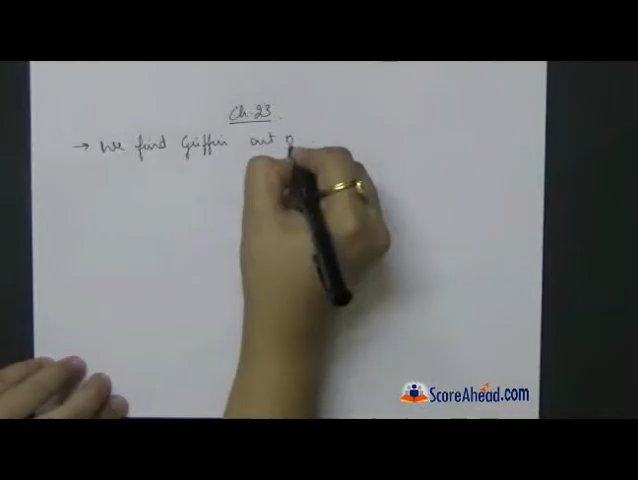 Ch-23.
→ We find Griffin out
ScoreAhead.com